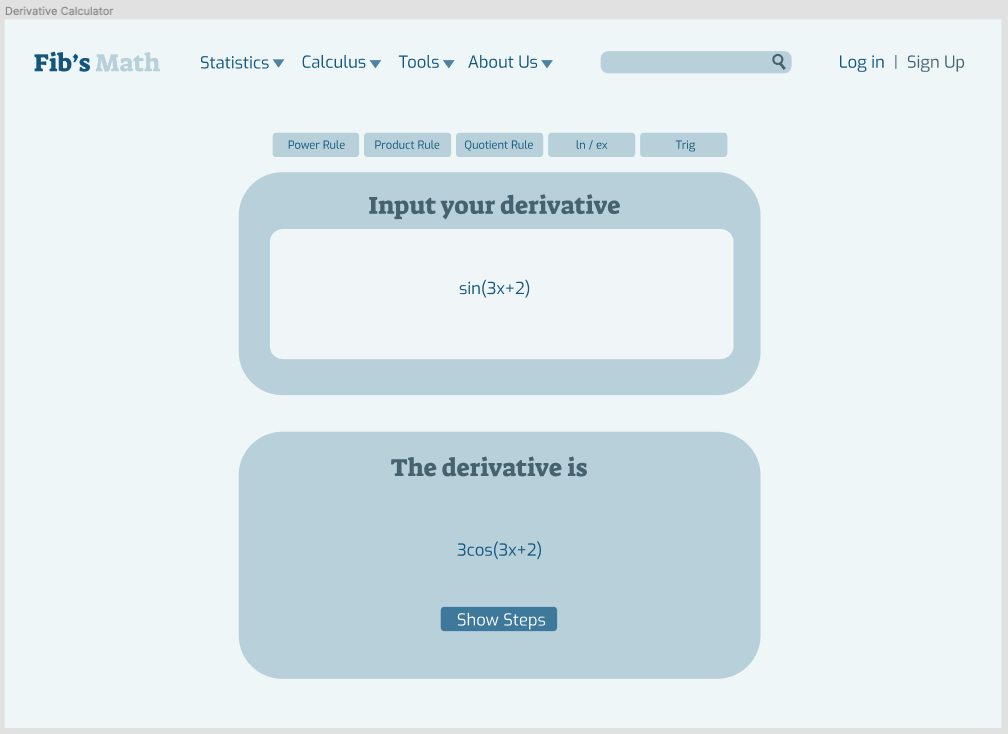 Derivative Calculator
Fib's Math Statistics Calculus Tools About Us Log in | Sign Up
Power Rule Product Rule Quotient Rule ln / ex Trig
Input your derivative
sin(3x+2)
The derivative is
3cos(3x+2)
Show Steps